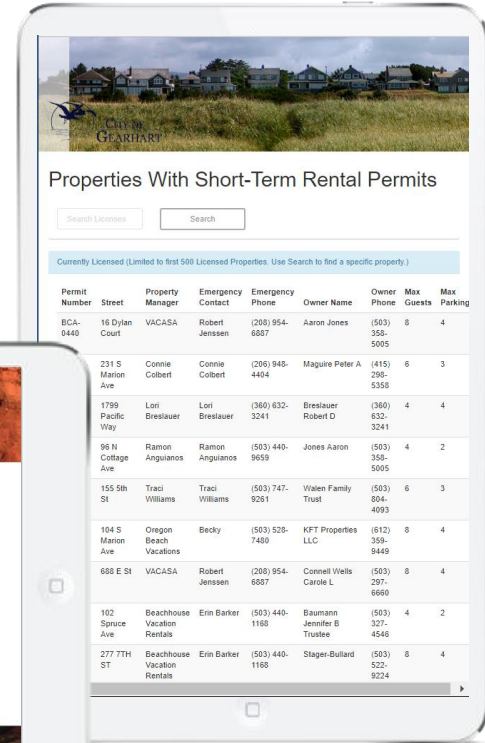 CITY OF
GEARHART
Properties With Short-Term Rental Permits
Search Licenses Search
Currently Licensed (Limited to first 500 Licensed Properties. Use Search to find a specific property.)
Permit Number Street Property Manager Emergency Contact Emergency Phone Owner Name Owner Phone Max Guests Max Parking
BCA-0440 16 Dylan Court VACASA Robert Jenssen (208) 954-6887 Aaron Jones (503) 358-5005 8 4
231 S Marion Ave Connie Colbert Connie Colbert (206) 948-4404 Maguire Peter A (415) 298-5358 6 3
1799 Pacific Way Lori Breslauer Lori Breslauer (360) 632-3241 Breslauer Robert D (360) 632-3241 4 4
96 N Cottage Ave Ramon Anguianos Ramon Anguianos (503) 440-9659 Jones Aaron (503) 358-5005 4 2
155 5th St Traci Williams Traci Williams (503) 747-9261 Walen Family Trust (503) 804-4093 6 3
104 S Marion Ave Oregon Beach Vacations Becky (503) 528-7480 KFT Properties LLC (612) 359-9449 8 4
688 E St VACASA Robert Jenssen (208) 954-6887 Connell Wells Carole L (503) 297-6660 8 4
102 Spruce Ave Beachhouse Vacation Rentals Erin Barker (503) 440-1168 Baumann Jennifer B Trustee (503) 327-4546 4 2
277 7TH ST Beachhouse Vacation Rentals Erin Barker (503) 440-1168 Stager-Bullard (503) 522-9224 8 4